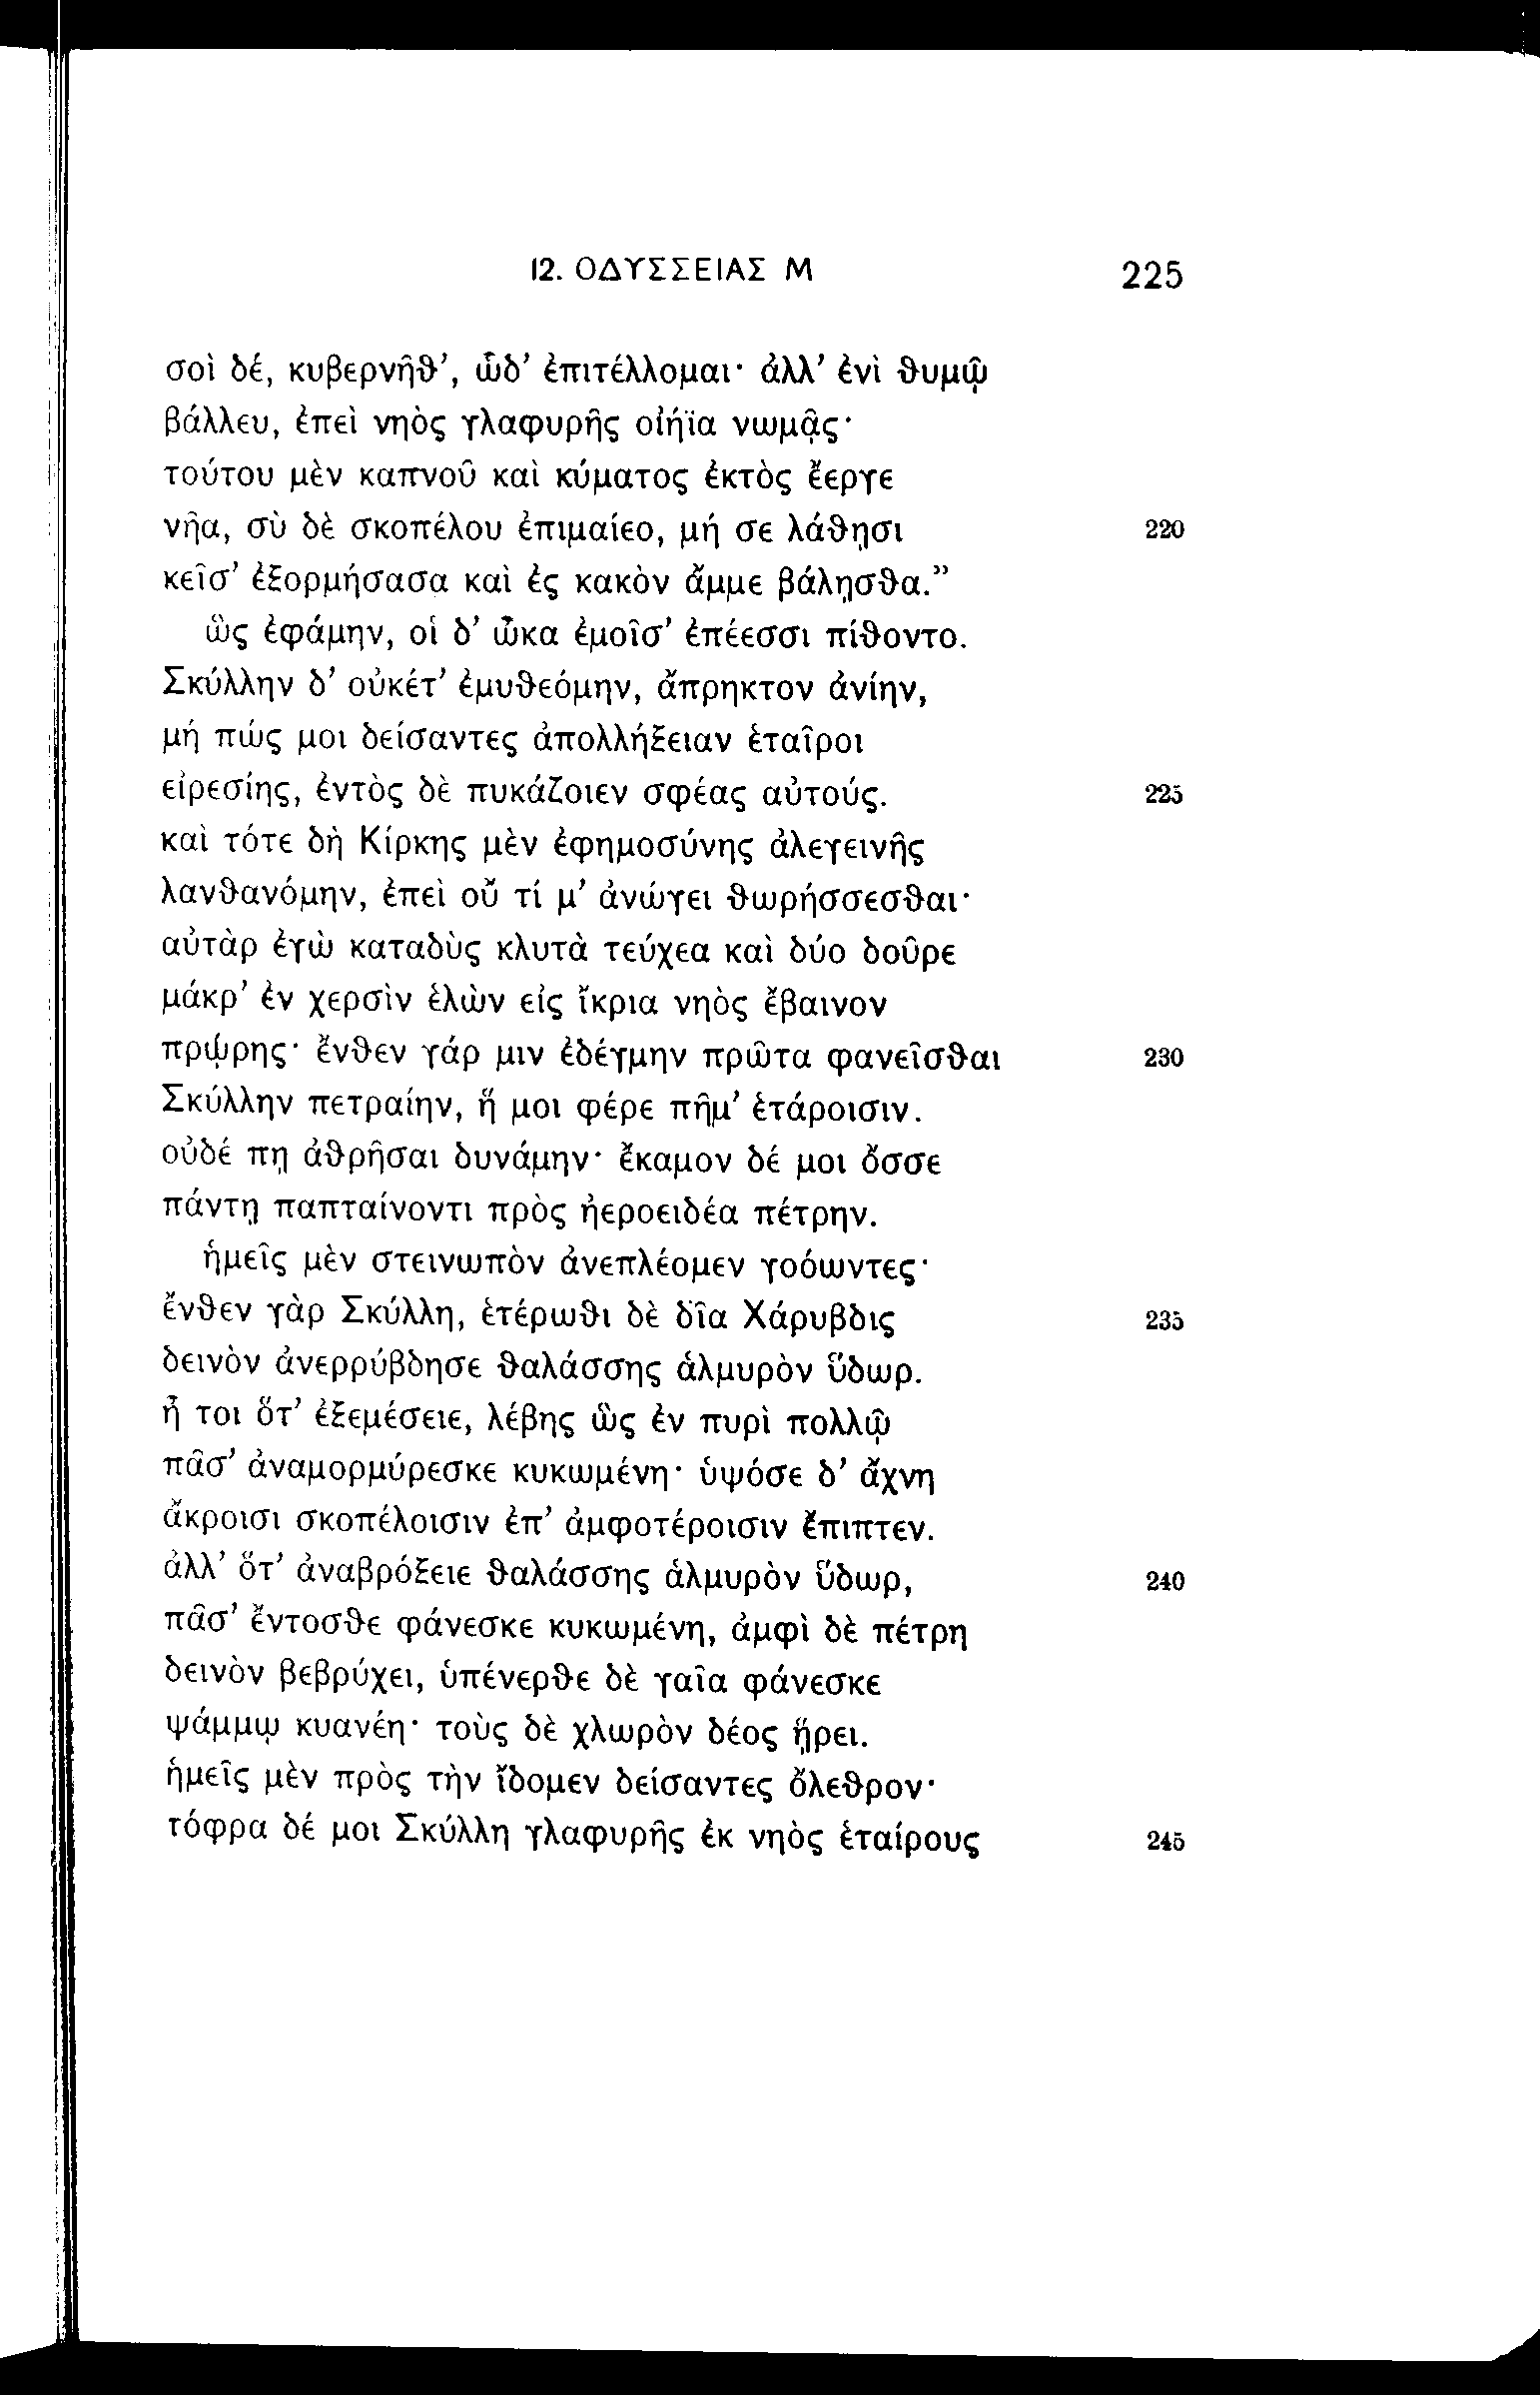 12. ΟΔΥΣΣΕΙΑΣ Μ 225
σοὶ δέ, κυβερνῆϑ’, ὧδ’ ἐπιτέλλομαι· ἀλλ’ ἐνὶ ϑυμῷ
βάλλευ, ἐπεὶ νηὸς γλαφυρῆς οἰήϊα νωμᾷς·
τούτου μὲν καπνοῦ καὶ κύματος ἐκτὸς ἔεργε
νῆα, σὺ δὲ σκοπέλου ἐπιμαίεο, μή σε λάϑῃσι 220
κεῖσ’ ἐξορμήσασα καὶ ἐς κακὸν ἄμμε βάλῃσϑα.”
ὣς ἐφάμην, οἱ δ’ ὦκα ἐμοῖσ’ ἐπέεσσι πίϑοντο.
Σκύλλην δ’ οὐκέτ’ ἐμυϑεόμην, ἄπρηκτον ἀνίην,
μή πώς μοι δείσαντες ἀπολλήξειαν ἑταῖροι
εἰρεσίης, ἐντὸς δὲ πυκάζοιεν σφέας αὐτούς. 225
καὶ τότε δὴ Κίρκης μὲν ἐφημοσύνης ἀλεγεινῆς
λανϑανόμην, ἐπεὶ οὔ τί μ’ ἀνώγει ϑωρήσσεσϑαι·
αὐτὰρ ἐγὼ καταδὺς κλυτὰ τεύχεα καὶ δύο δοῦρε
μάκρ’ ἐν χερσὶν ἑλὼν εἰς ἴκρια νηὸς ἔβαινον
πρῴρης· ἔνϑεν γάρ μιν ἐδέγμην πρῶτα φανεῖσϑαι 230
Σκύλλην πετραίην, ἥ μοι φέρε πῆμ’ ἑτάροισιν.
οὐδέ πῃ ἀϑρῆσαι δυνάμην· ἔκαμον δέ μοι ὄσσε
πάντῃ παπταίνοντι πρὸς ἠεροειδέα πέτρην.
ἡμεῖς μὲν στεινωπὸν ἀνεπλέομεν γοόωντες·
ἔνϑεν γὰρ Σκύλλη, ἑτέρωϑι δὲ δῖα Χάρυβδις 235
δεινὸν ἀνερρύβδησε ϑαλάσσης ἁλμυρὸν ὕδωρ.
ἦ τοι ὅτ’ ἐξεμέσειε, λέβης ὣς ἐν πυρὶ πολλῷ
πᾶσ’ ἀναμορμύρεσκε κυκωμένη· ὑψόσε δ’ ἄχνη
ἄκροισι σκοπέλοισιν ἐπ’ ἀμφοτέροισιν ἔπιπτεν.
ἀλλ’ ὅτ’ ἀναβρόξειε ϑαλάσσης ἁλμυρὸν ὕδωρ, 240
πᾶσ’ ἔντοσϑε φάνεσκε κυκωμένη, ἀμφὶ δὲ πέτρη
δεινὸν βεβρύχει, ὑπένερϑε δὲ γαῖα φάνεσκε
ψάμμῳ κυανέη· τοὺς δὲ χλωρὸν δέος ᾕρει.
ἡμεῖς μὲν πρὸς τὴν ἴδομεν δείσαντες ὄλεϑρον·
τόφρα δέ μοι Σκύλλη γλαφυρῆς ἐκ νηὸς ἑταίρους 245